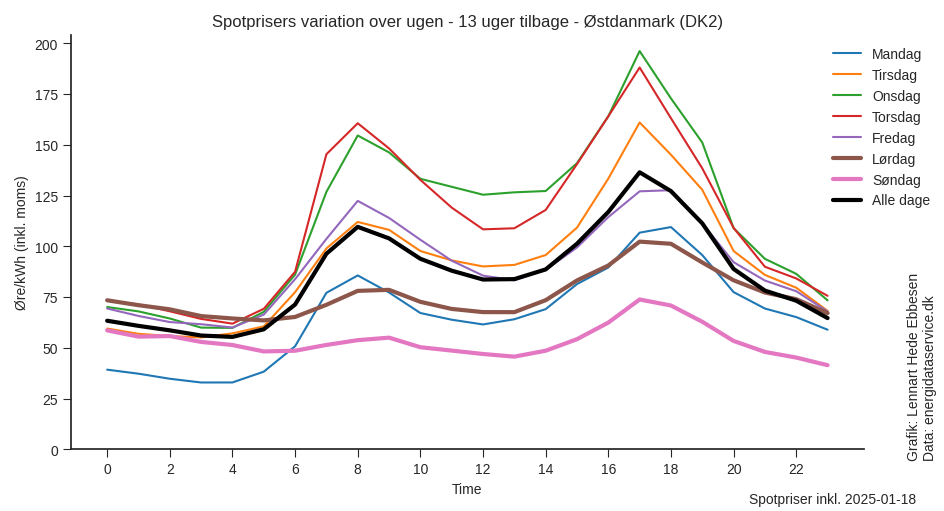 Spotprisers variation over ugen - 13 uger tilbage - Østdanmark (DK2)
Øre/kWh (inkl. moms)
200
175
150
125
100
75
50
25
0
0 2 4 6 8 10 12 14 16 18 20 22
Time
Mandag
Tirsdag
Onsdag
Torsdag
Fredag
Lørdag
Søndag
Alle dage
Grafik: Lennart Hede Ebbesen
Data: energidataservice.dk
Spotpriser inkl. 2025-01-18